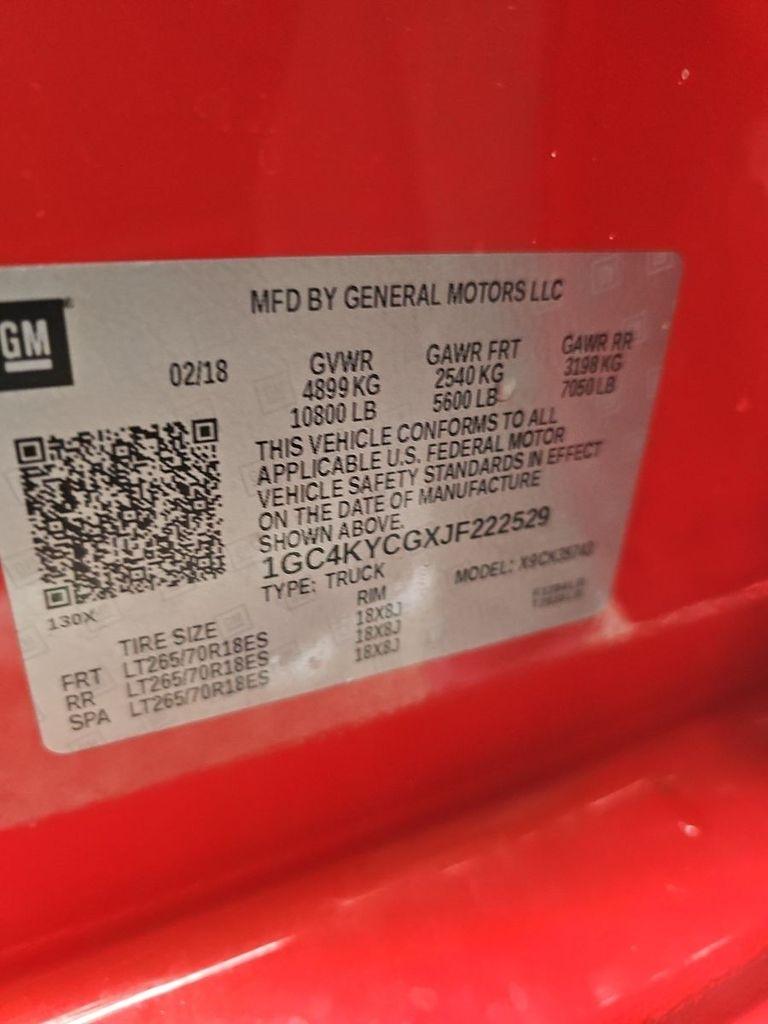 MFD BY GENERAL MOTORS LLC
GM
02/18
GVWR
4899 KG
10800 LB
GAWR FRT
2540 KG
5600 LB
GAWR RR
3198 KG
7050 LB
THIS VEHICLE CONFORMS TO ALL
APPLICABLE U.S. FEDERAL MOTOR
VEHICLE SAFETY STANDARDS IN EFFECT
ON THE DATE OF MANUFACTURE
SHOWN ABOVE.
1GC4KYCGXJF222529
TYPE: TRUCK
MODEL:
130X
TIRE SIZE
RIM
FRT LT265/70R18ES 18X8J
RR LT265/70R18ES 18X8J
SPA LT265/70R18ES 18X8J